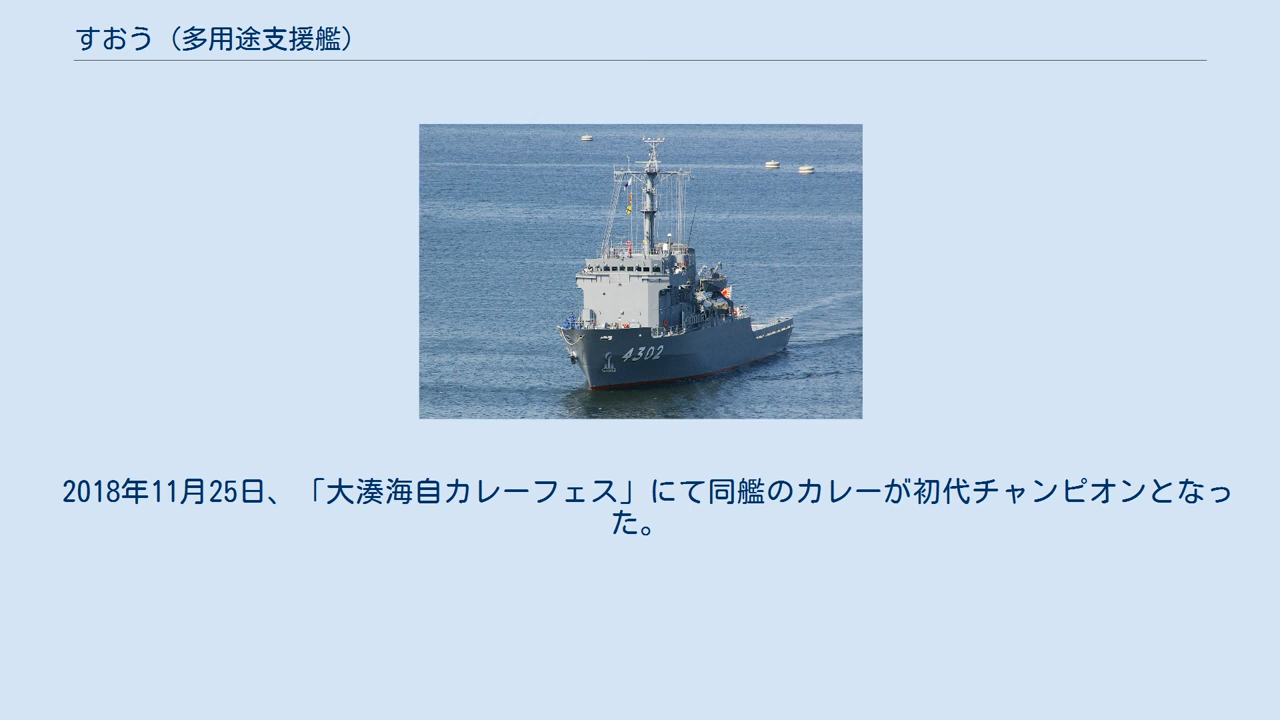 すおう（多用途支援艦）
4302
2018年11月25日、「大湊海自カレーフェス」にて同艦のカレーが初代チャンピオンとなっ
た。